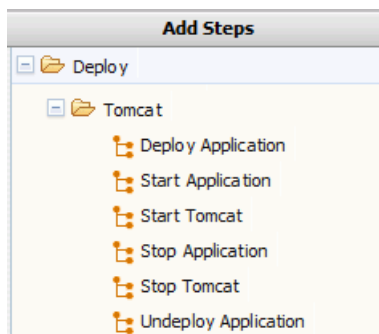 Add Steps
Deploy
Tomcat
Deploy Application
Start Application
Start Tomcat
Stop Application
Stop Tomcat
Undeploy Application